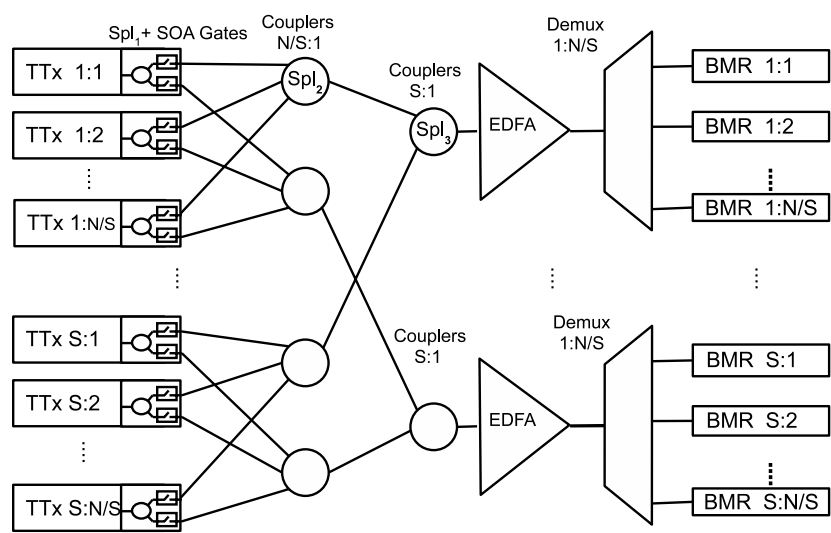 Spl1+ SOA Gates
Couplers
N/S:1
Couplers
S:1
Demux
1:N/S
TTx 1:1
TTx 1:2
TTx 1:N/S
Spl2
Spl3
EDFA
BMR 1:1
BMR 1:2
BMR 1:N/S
TTx S:1
TTx S:2
TTx S:N/S
Couplers
S:1
EDFA
Demux
1:N/S
BMR S:1
BMR S:2
BMR S:N/S